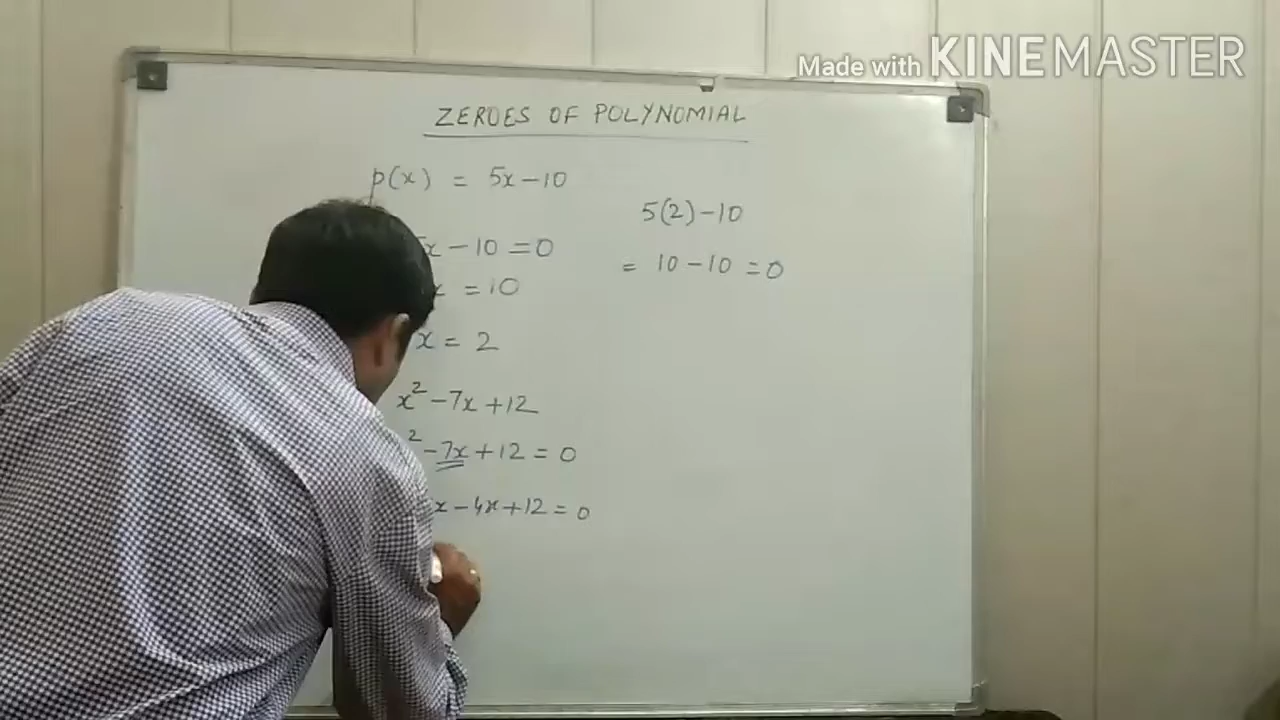 Made with KINEMASTER
ZEROES OF POLYNOMIAL
p(x) = 5x-10
5(2)-10
x - 10 = 0
= 10-10 = 0
= 10
x = 2
x² -7x +12
² -7x +12 = 0
x - 4x +12 = 0